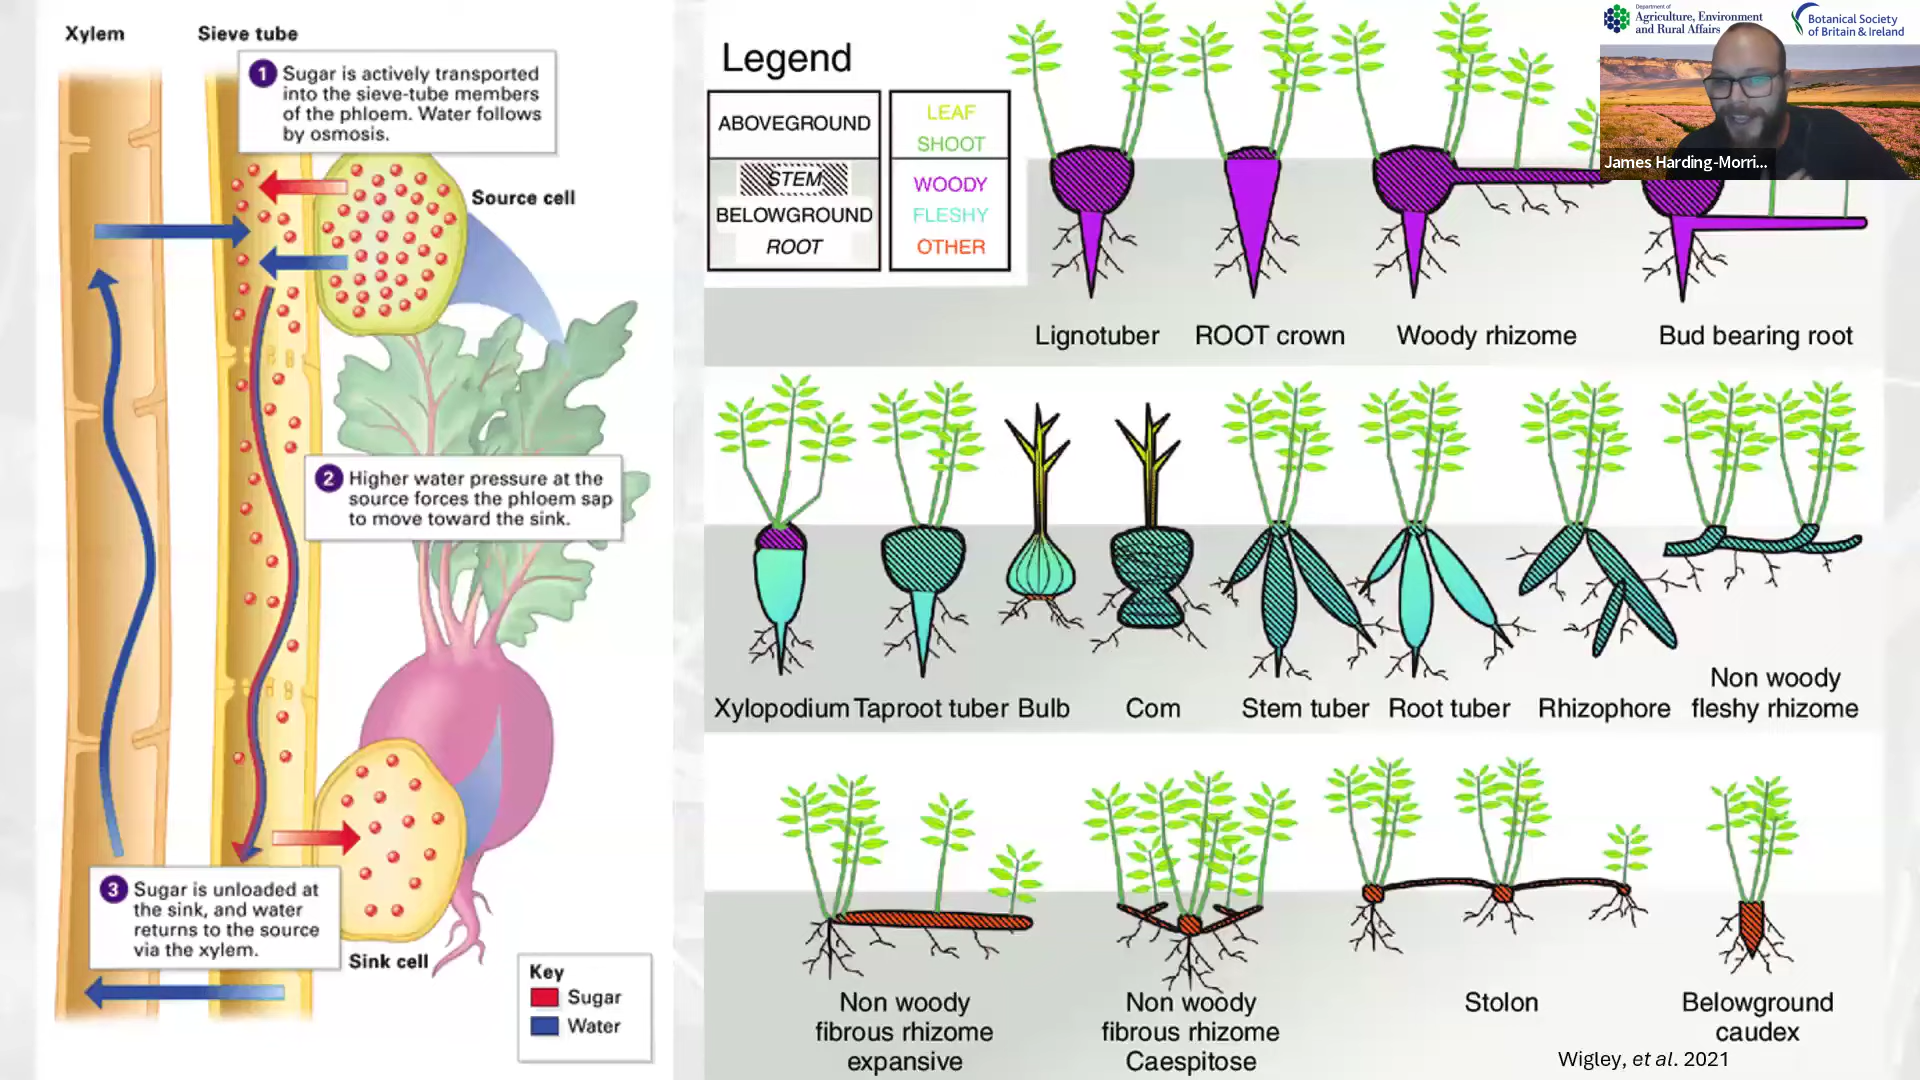 Xylem
Sieve tube
1 Sugar is actively transported
into the sieve-tube members
of the phloem. Water follows
by osmosis.
Source cell
2 Higher water pressure at the
source forces the phloem sap
to move toward the sink.
3 Sugar is unloaded at
the sink, and water
returns to the source
via the xylem.
Sink cell
Key
Sugar
Water
Legend
ABOVEGROUND
STEM
BELOWGROUND
ROOT
LEAF
SHOOT
WOODY
FLESHY
OTHER
Department of
Agriculture, Environment
and Rural Affairs
Botanical Society
of Britain & Ireland
James Harding-Morri...
Lignotuber
ROOT crown
Woody rhizome
Bud bearing root
Xylopodium
Taproot tuber
Bulb
Com
Stem tuber
Root tuber
Rhizophore
Non woody
fleshy rhizome
Non woody
fibrous rhizome
expansive
Non woody
fibrous rhizome
Caespitose
Stolon
Belowground
caudex
Wigley, et al. 2021